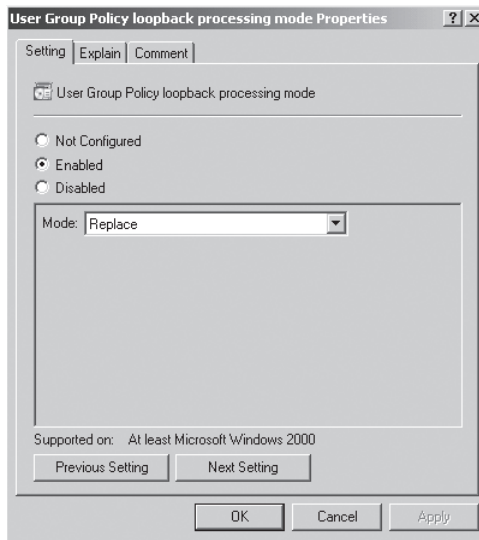 User Group Policy loopback processing mode Properties ? X
Setting Explain Comment
User Group Policy loopback processing mode
Not Configured
Enabled
Disabled
Mode: Replace
Supported on: At least Microsoft Windows 2000
Previous Setting Next Setting
OK Cancel Apply